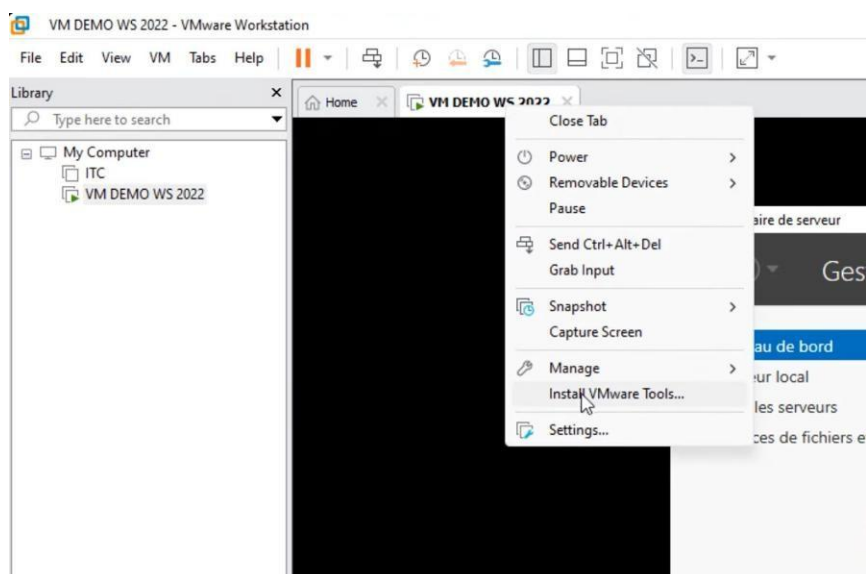 VM DEMO WS 2022 - VMware Workstation
File Edit View VM Tabs Help
Library
Type here to search
My Computer
ITC
VM DEMO WS 2022
Home
VM DEMO WS 2022
Close Tab
Power
Removable Devices
Pause
Send Ctrl+Alt+Del
Grab Input
Snapshot
Capture Screen
Manage
Install VMware Tools...
Settings...
aire de serveur
Ges
au de bord
eur local
les serveurs
ces de fichiers e